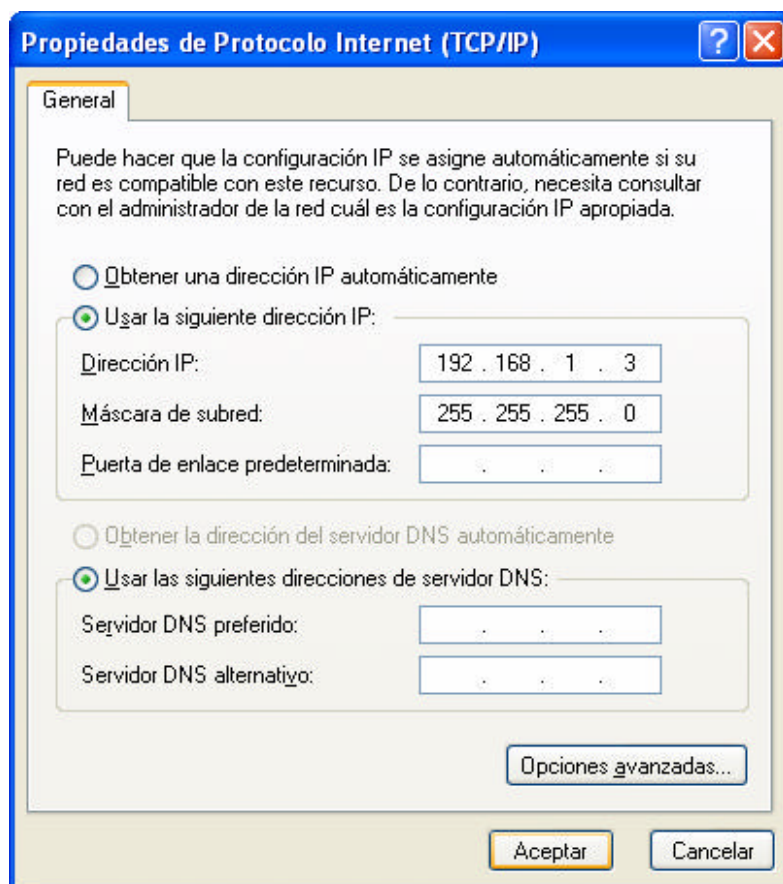 Propiedades de Protocolo Internet (TCP/IP)
General
Puede hacer que la configuración IP se asigne automáticamente si su
red es compatible con este recurso. De lo contrario, necesita consultar
con el administrador de la red cuál es la configuración IP apropiada.
Obtener una dirección IP automáticamente
Usar la siguiente dirección IP:
Dirección IP: 192 . 168 . 1 . 3
Máscara de subred: 255 . 255 . 255 . 0
Puerta de enlace predeterminada: . . .
Obtener la dirección del servidor DNS automáticamente
Usar las siguientes direcciones de servidor DNS:
Servidor DNS preferido: . . .
Servidor DNS alternativo: . . .
Opciones avanzadas...
Aceptar Cancelar